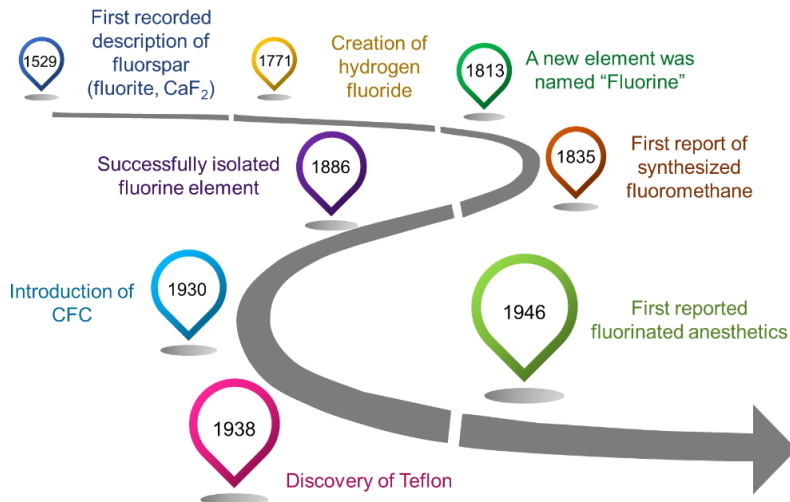 1529
First recorded
description of
fluorspar
(fluorite, CaF₂)
1771
Creation of
hydrogen
fluoride
1813
A new element was
named “Fluorine”
1835
First report of
synthesized
fluoromethane
1886
Successfully isolated
fluorine element
1930
Introduction of
CFC
1938
Discovery of Teflon
1946
First reported
fluorinated anesthetics